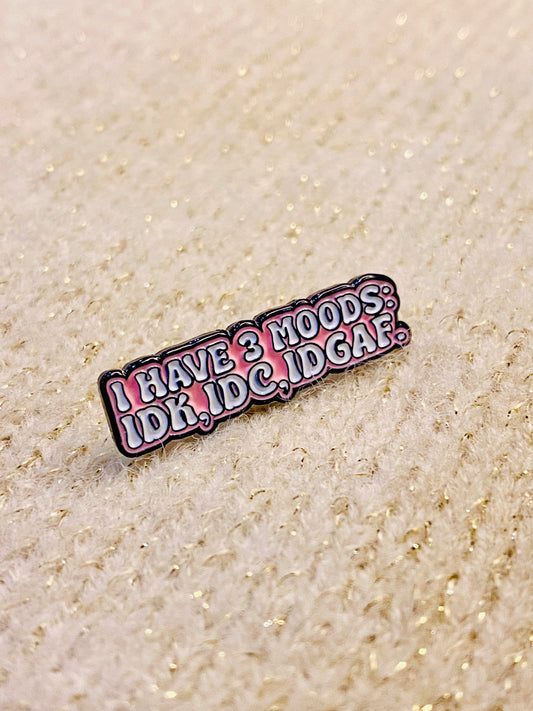 I HAVE 3 MOODS:
IDK, IDC, IDGAF.